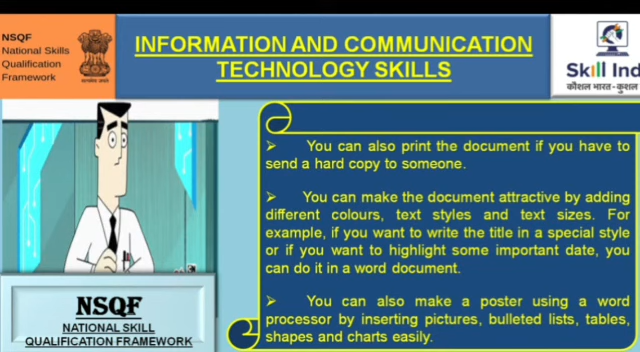 NSQF
National Skills
Qualification
Framework
सत्यमेव जयते
INFORMATION AND COMMUNICATION
TECHNOLOGY SKILLS
Skill Ind
कौशल भारत - कुशल
➢ You can also print the document if you have to
send a hard copy to someone.
➢ You can make the document attractive by adding
different colours, text styles and text sizes. For
example, if you want to write the title in a special style
or if you want to highlight some important date, you
can do it in a word document.
➢ You can also make a poster using a word
processor by inserting pictures, bulleted lists, tables,
shapes and charts easily.
NSQF
NATIONAL SKILL
QUALIFICATION FRAMEWORK